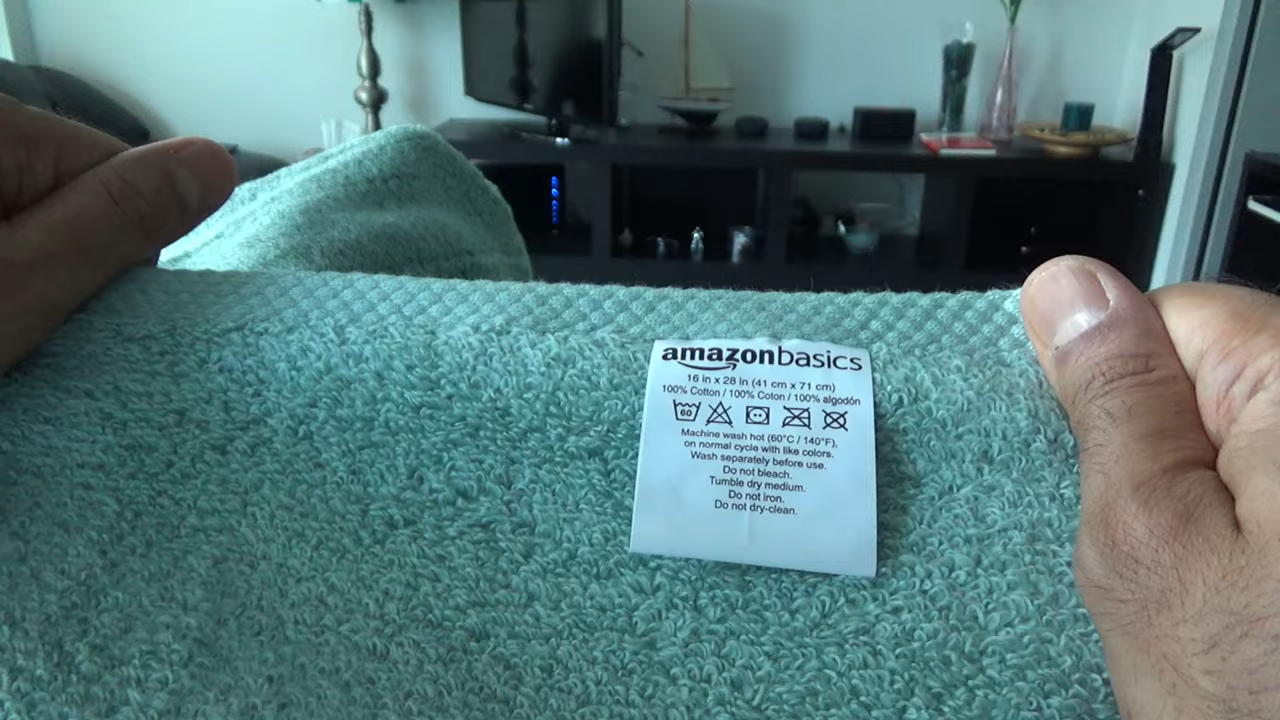 amazonbasics
16 in x 28 in (41 cm x 71 cm)
100% Cotton / 100% Coton / 100% algodón
60
Machine wash hot (60°C / 140°F),
on normal cycle with like colors.
Wash separately before use.
Do not bleach.
Tumble dry medium.
Do not iron.
Do not dry-clean.